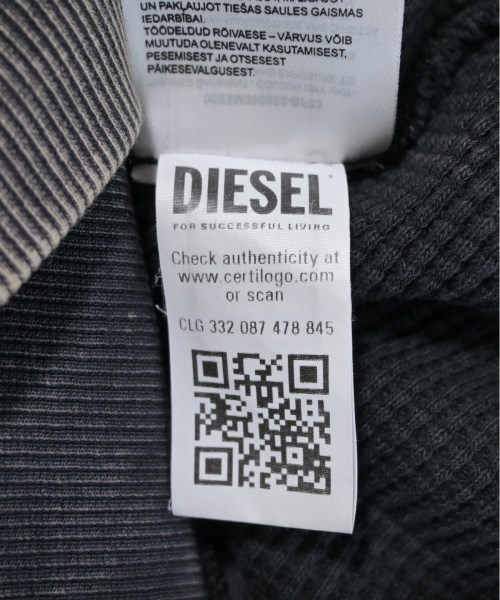 UN PAKĻAUJOT TIEŠAS SAULES GAISMAS
IEDARBĪBAI.
TÖÖDELDUD RÕIVAESE – VÄRVUS VÕIB
MUUTUDA OLENEVALT KASUTAMISEST,
PESEMISEST JA OTSESEST
PÄIKESEVALGUSEST.
DIESEL
FOR SUCCESSFUL LIVING
Check authenticity at
www.certilogo.com
or scan
CLG 332 087 478 845